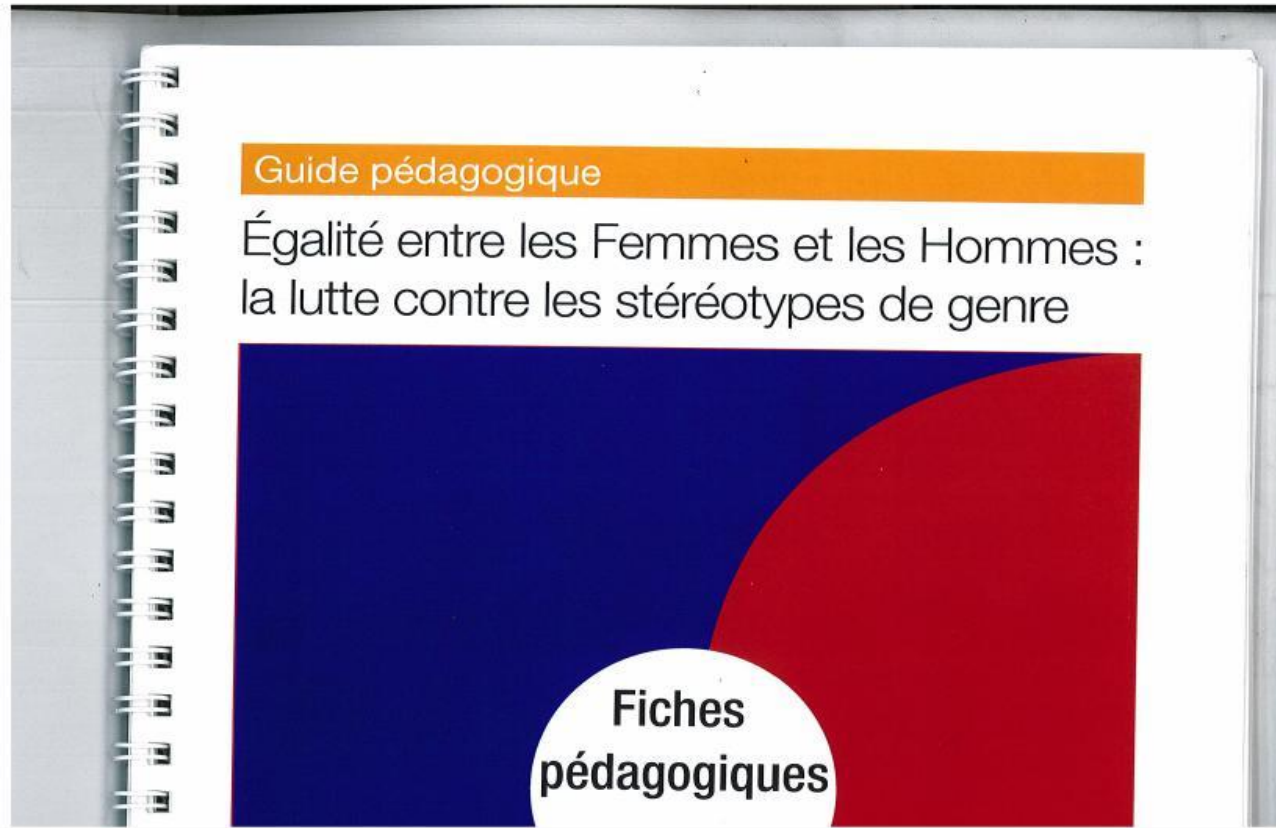 Guide pédagogique
Égalité entre les Femmes et les Hommes :
la lutte contre les stéréotypes de genre
Fiches
pédagogiques